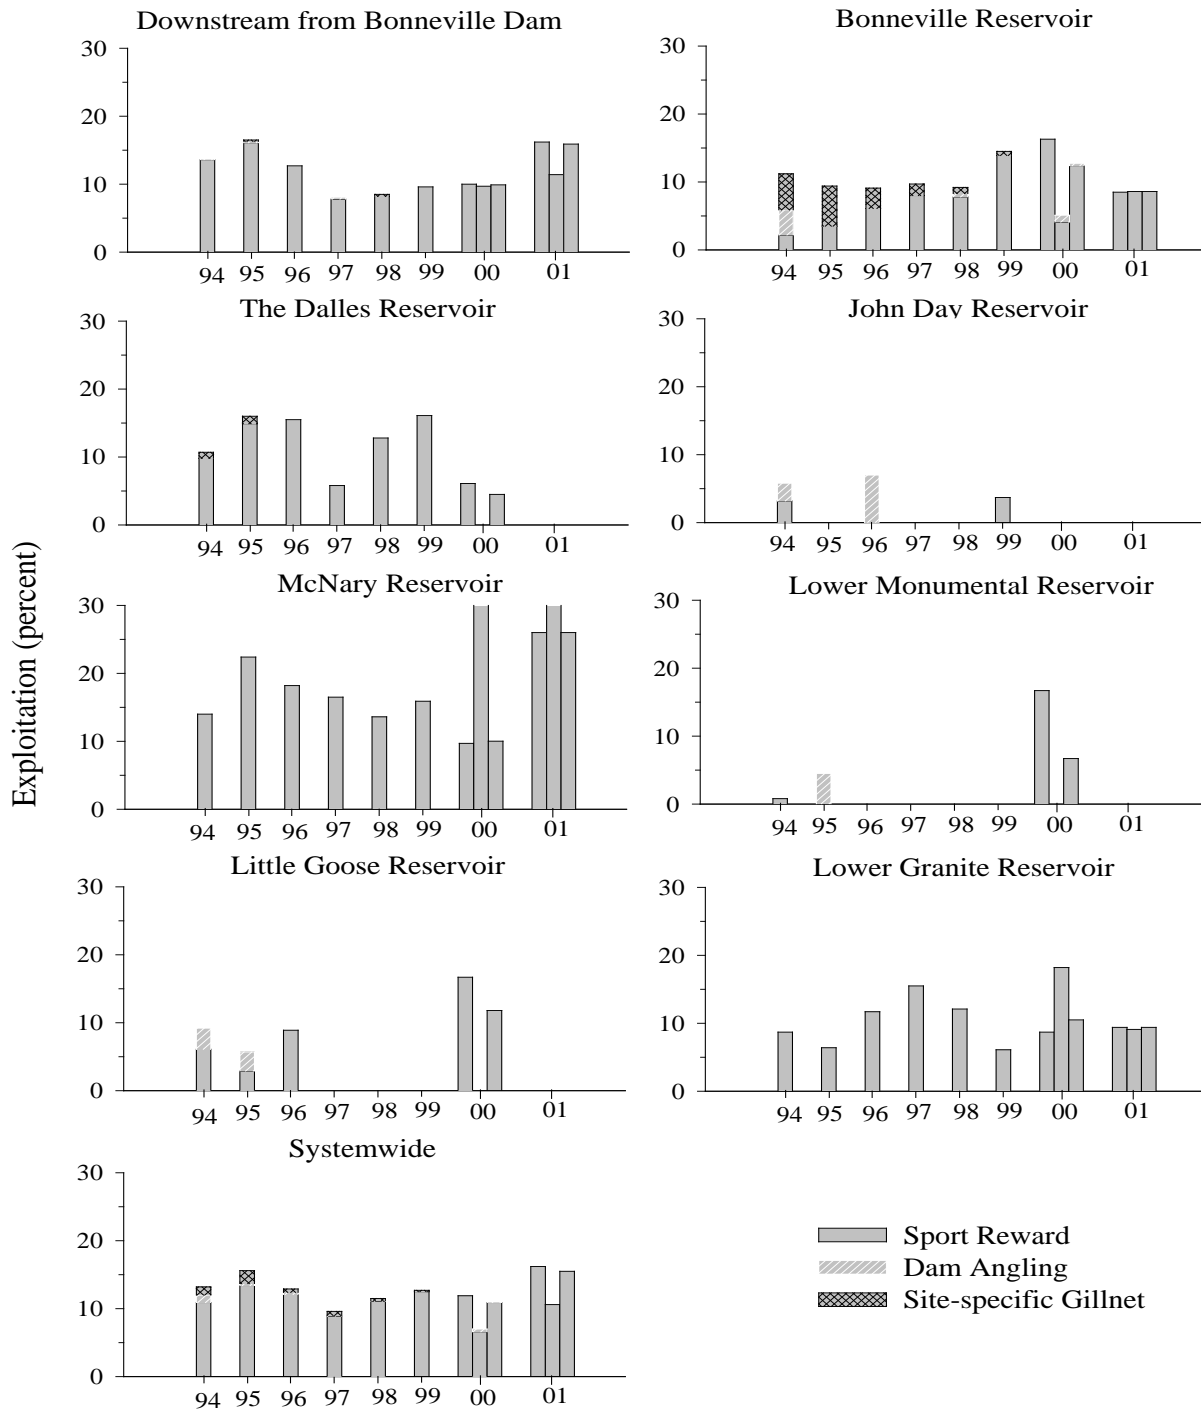 Downstream from Bonneville Dam
30
20
10
0
94 95 96 97 98 99 00 01
Bonneville Reservoir
30
20
10
0
94 95 96 97 98 99 00 01
The Dalles Reservoir
30
20
10
0
94 95 96 97 98 99 00 01
John Day Reservoir
30
20
10
0
94 95 96 97 98 99 00 01
Exploitation (percent)
McNary Reservoir
30
20
10
0
94 95 96 97 98 99 00 01
Lower Monumental Reservoir
30
20
10
0
94 95 96 97 98 99 00 01
Little Goose Reservoir
30
20
10
0
94 95 96 97 98 99 00 01
Lower Granite Reservoir
30
20
10
0
94 95 96 97 98 99 00 01
Systemwide
30
20
10
0
94 95 96 97 98 99 00 01
Sport Reward
Dam Angling
Site-specific Gillnet